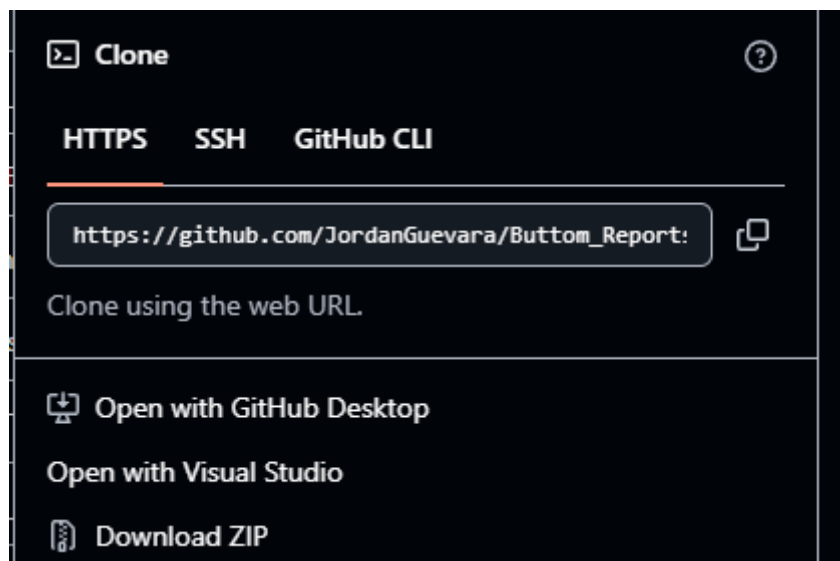 Clone
HTTPS SSH GitHub CLI
https://github.com/JordanGuevara/Buttom_Reports
Clone using the web URL.
Open with GitHub Desktop
Open with Visual Studio
Download ZIP